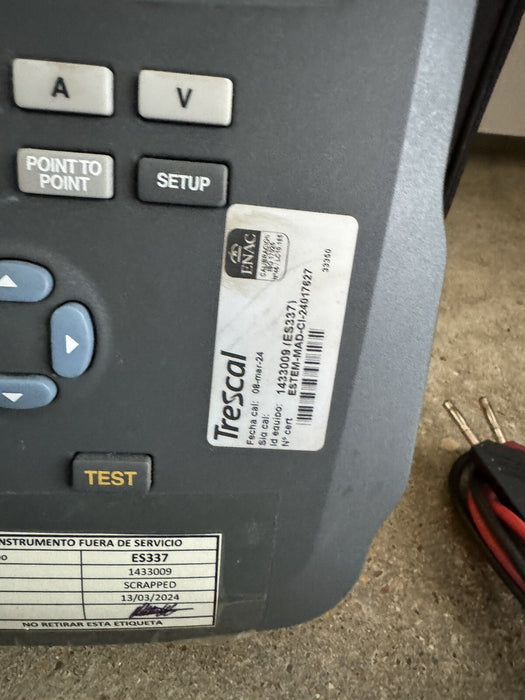 A
V
POINT TO
POINT
SETUP
ENAC
CALIBRACIÓN
33350
Trescal
Fecha cal: 08-mar-24
Sig cal:
Id equipo: 1433009 (ES337)
Nº cert ESTEM-MAD-CI-24017627
TEST
INSTRUMENTO FUERA DE SERVICIO
ES337
1433009
SCRAPPED
13/03/2024
NO RETIRAR ESTA ETIQUETA